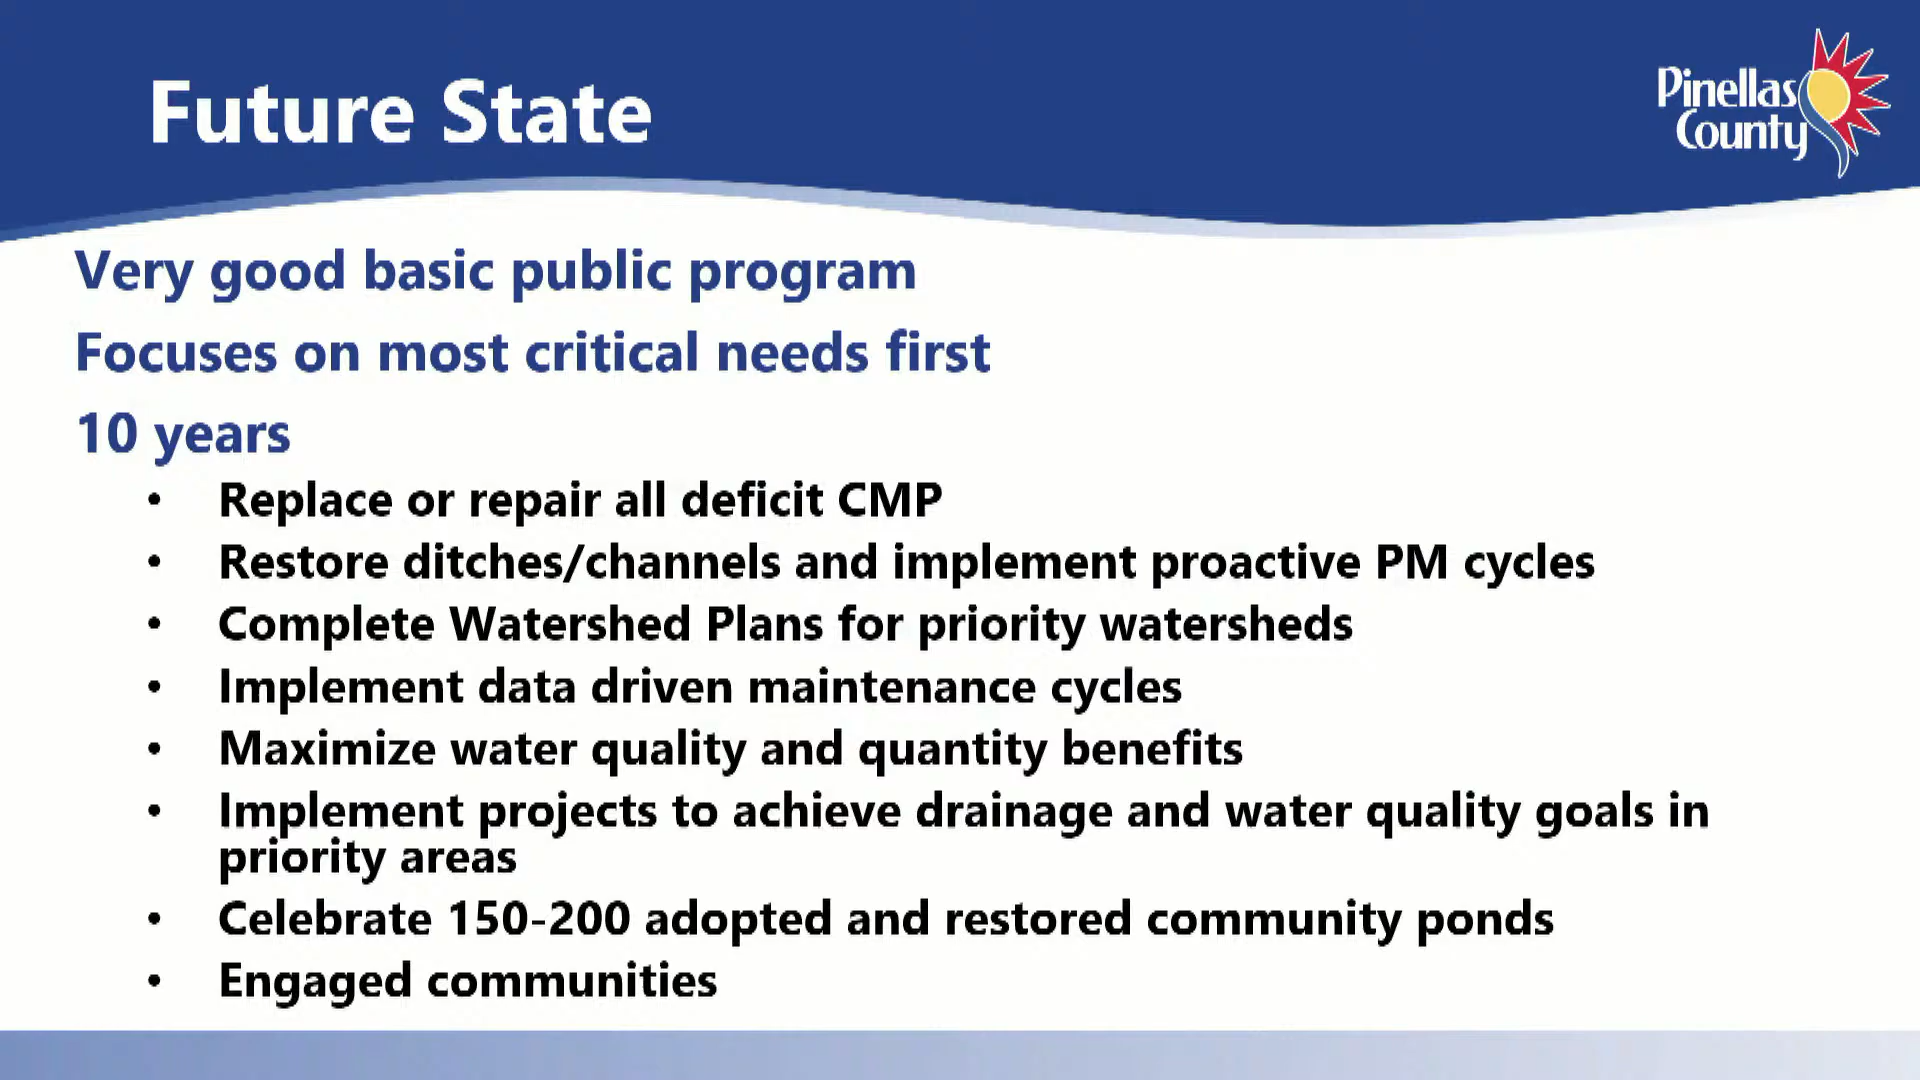 Future State
Pinellas
County
Very good basic public program
Focuses on most critical needs first
10 years
• Replace or repair all deficit CMP
• Restore ditches/channels and implement proactive PM cycles
• Complete Watershed Plans for priority watersheds
• Implement data driven maintenance cycles
• Maximize water quality and quantity benefits
• Implement projects to achieve drainage and water quality goals in
priority areas
• Celebrate 150-200 adopted and restored community ponds
• Engaged communities